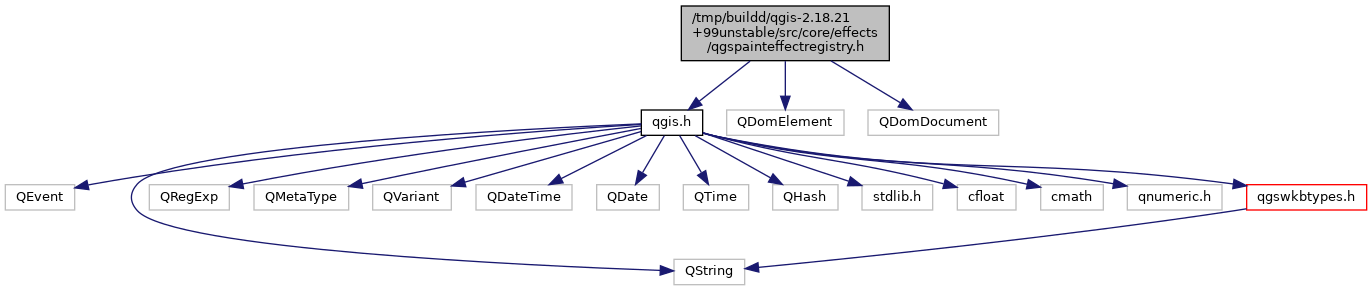 /tmp/buildd/qgis-2.18.21
+99unstable/src/core/effects
/qgspainteffectregistry.h
qgis.h
QDomElement
QDomDocument
QEvent
QRegExp
QMetaType
QVariant
QDateTime
QDate
QTime
QHash
stdlib.h
cfloat
cmath
qnumeric.h
qgswkbtypes.h
QString